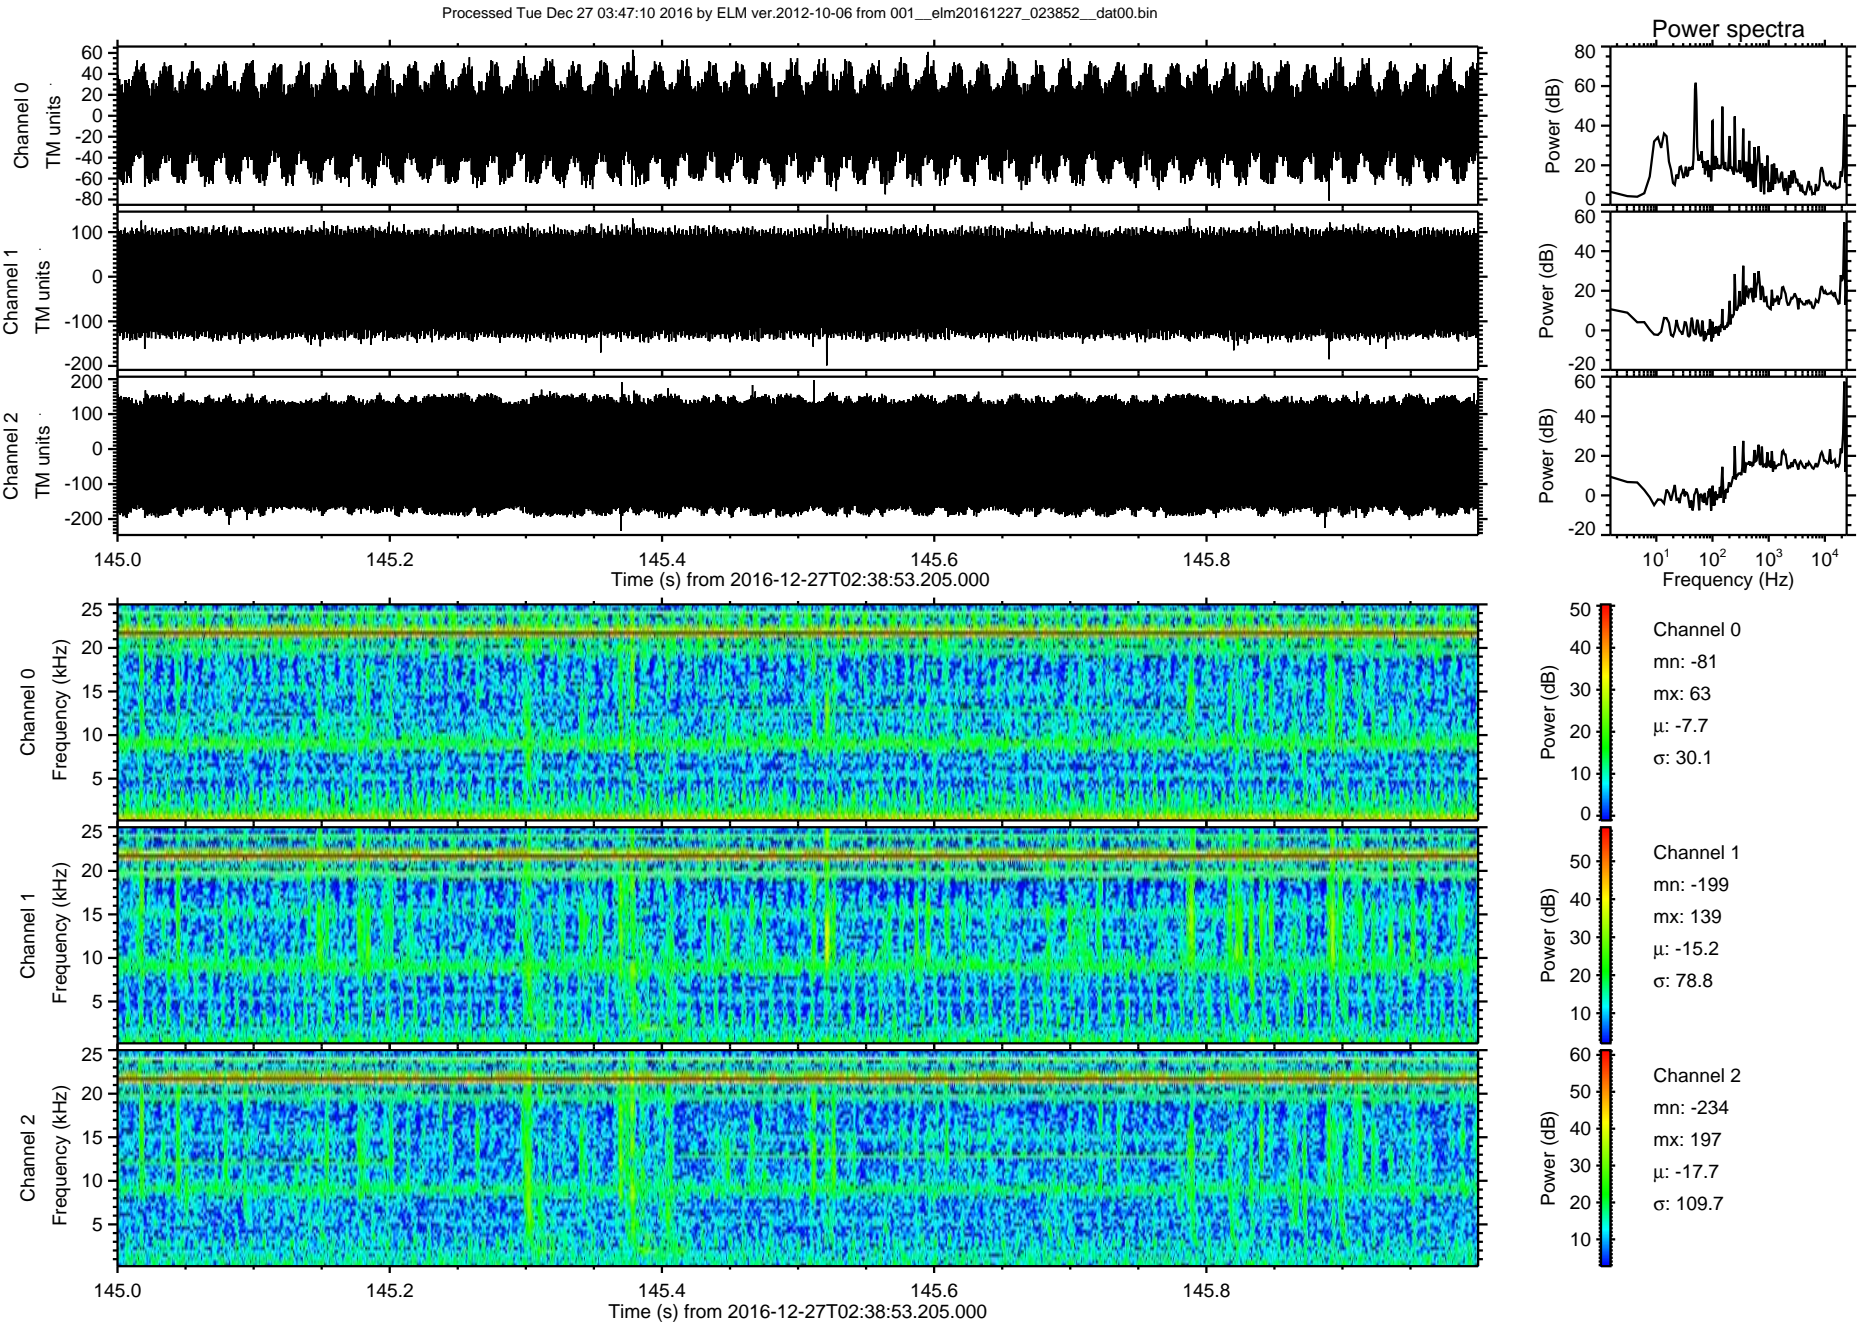 Processed Tue Dec 27 03:47:10 2016 by ELM ver.2012-10-06 from 001__elm20161227_023852__dat00.bin
Power spectra
Channel 0
TM units
60
40
20
0
-20
-40
-60
-80
Power (dB)
80
60
40
20
0
Channel 1
TM units
100
0
-100
-200
Power (dB)
60
40
20
0
-20
Channel 2
TM units
200
100
0
-100
-200
Power (dB)
60
40
20
0
-20
145.0 145.2 145.4 145.6 145.8
Time (s) from 2016-12-27T02:38:53.205.000
10¹ 10² 10³ 10⁴
Frequency (Hz)
Channel 0
Frequency (kHz)
25
20
15
10
5
Power (dB)
50
40
30
20
10
0
Channel 0
mn: -81
mx: 63
μ: -7.7
σ: 30.1
Channel 1
Frequency (kHz)
25
20
15
10
5
Power (dB)
50
40
30
20
10
Channel 1
mn: -199
mx: 139
μ: -15.2
σ: 78.8
Channel 2
Frequency (kHz)
25
20
15
10
5
Power (dB)
60
50
40
30
20
10
Channel 2
mn: -234
mx: 197
μ: -17.7
σ: 109.7
145.0 145.2 145.4 145.6 145.8
Time (s) from 2016-12-27T02:38:53.205.000